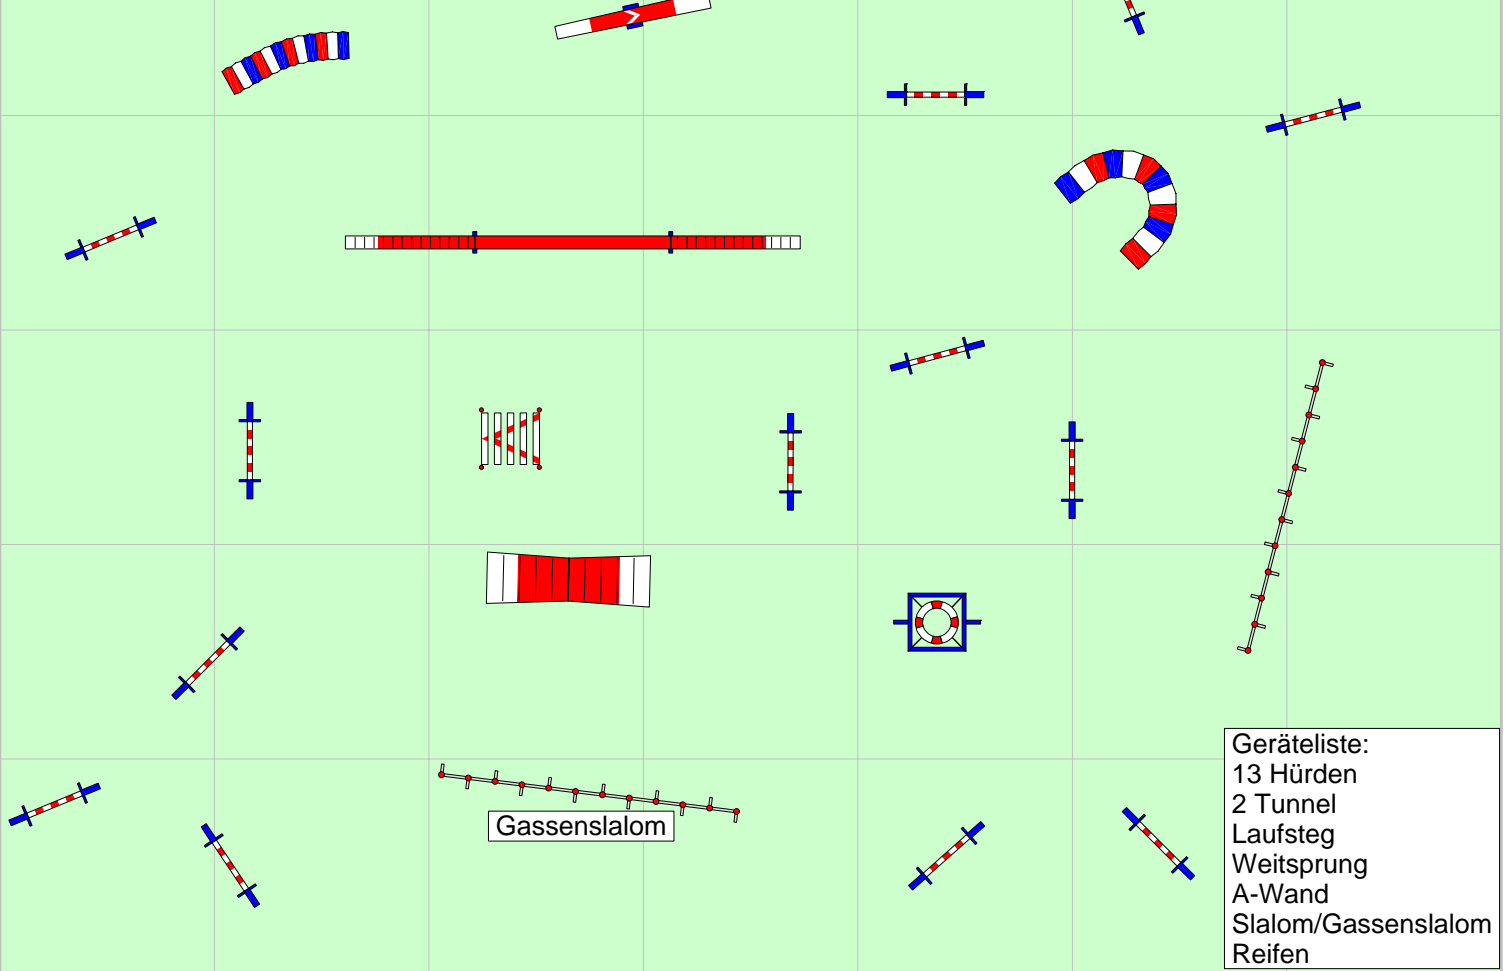 Gassenslalom
Geräteliste:
13 Hürden
2 Tunnel
Laufsteg
Weitsprung
A-Wand
Slalom/Gassenslalom
Reifen